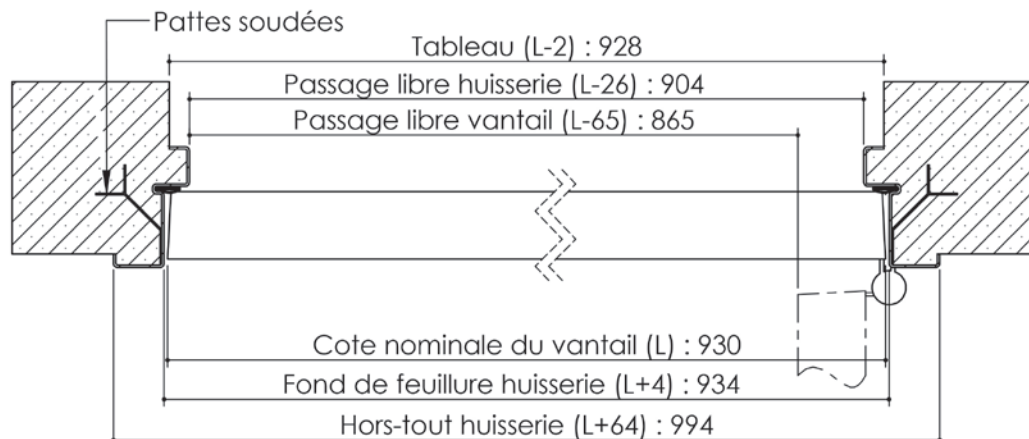 Pattes soudées
Tableau (L-2) : 928
Passage libre huisserie (L-26) : 904
Passage libre vantail (L-65) : 865
Cote nominale du vantail (L) : 930
Fond de feuillure huisserie (L+4) : 934
Hors-tout huisserie (L+64) : 994